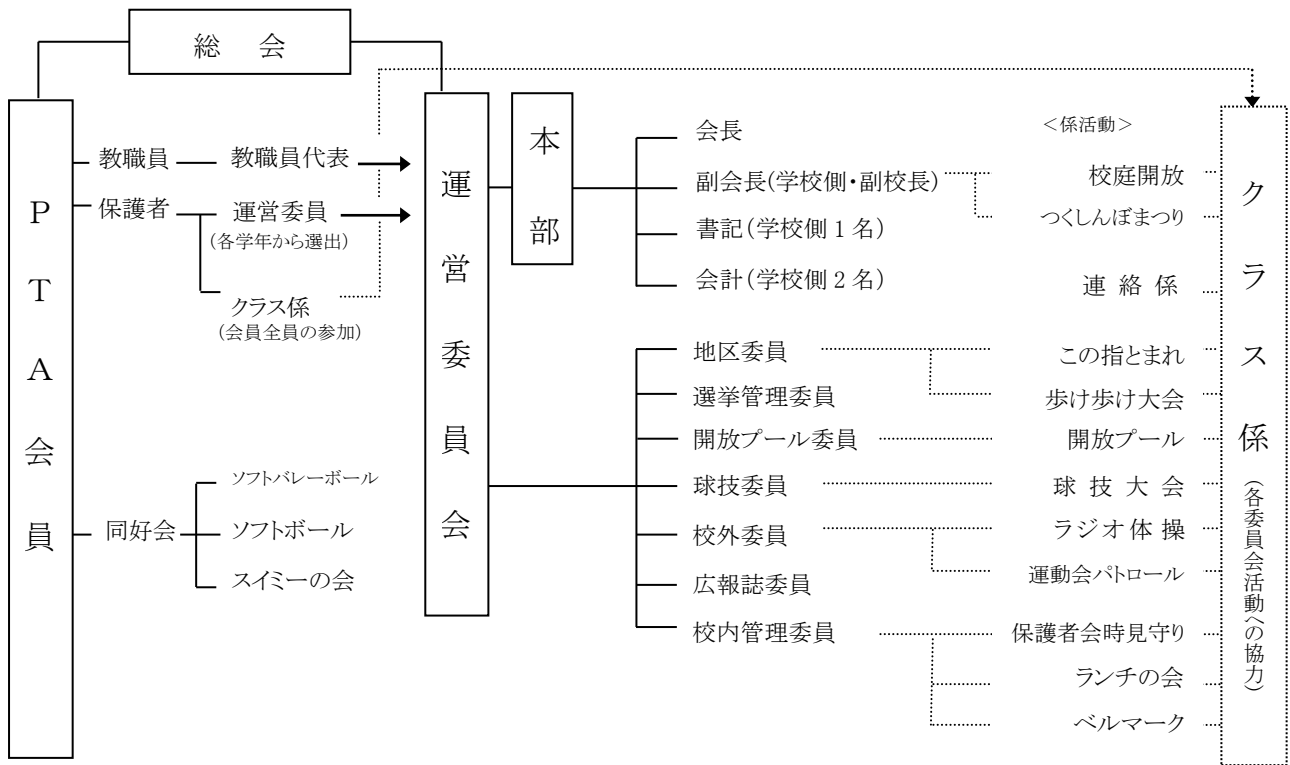 総　会
PTA会員
教職員
教職員代表
保護者
運営委員
(各学年から選出)
クラス係
(会員全員の参加)
同好会
ソフトバレーボール
ソフトボール
スイミーの会
運営委員会
本部
会長
副会長(学校側・副校長)
書記(学校側1名)
会計(学校側2名)
地区委員
選挙管理委員
開放プール委員
球技委員
校外委員
広報誌委員
校内管理委員
＜係活動＞
校庭開放
つくしんぼまつり
連 絡 係
この指とまれ
歩け歩け大会
開放プール
球 技 大 会
ラジオ体 操
運動会パトロール
保護者会時見守り
ランチの会
ベルマーク
クラス係(各委員会活動への協力)